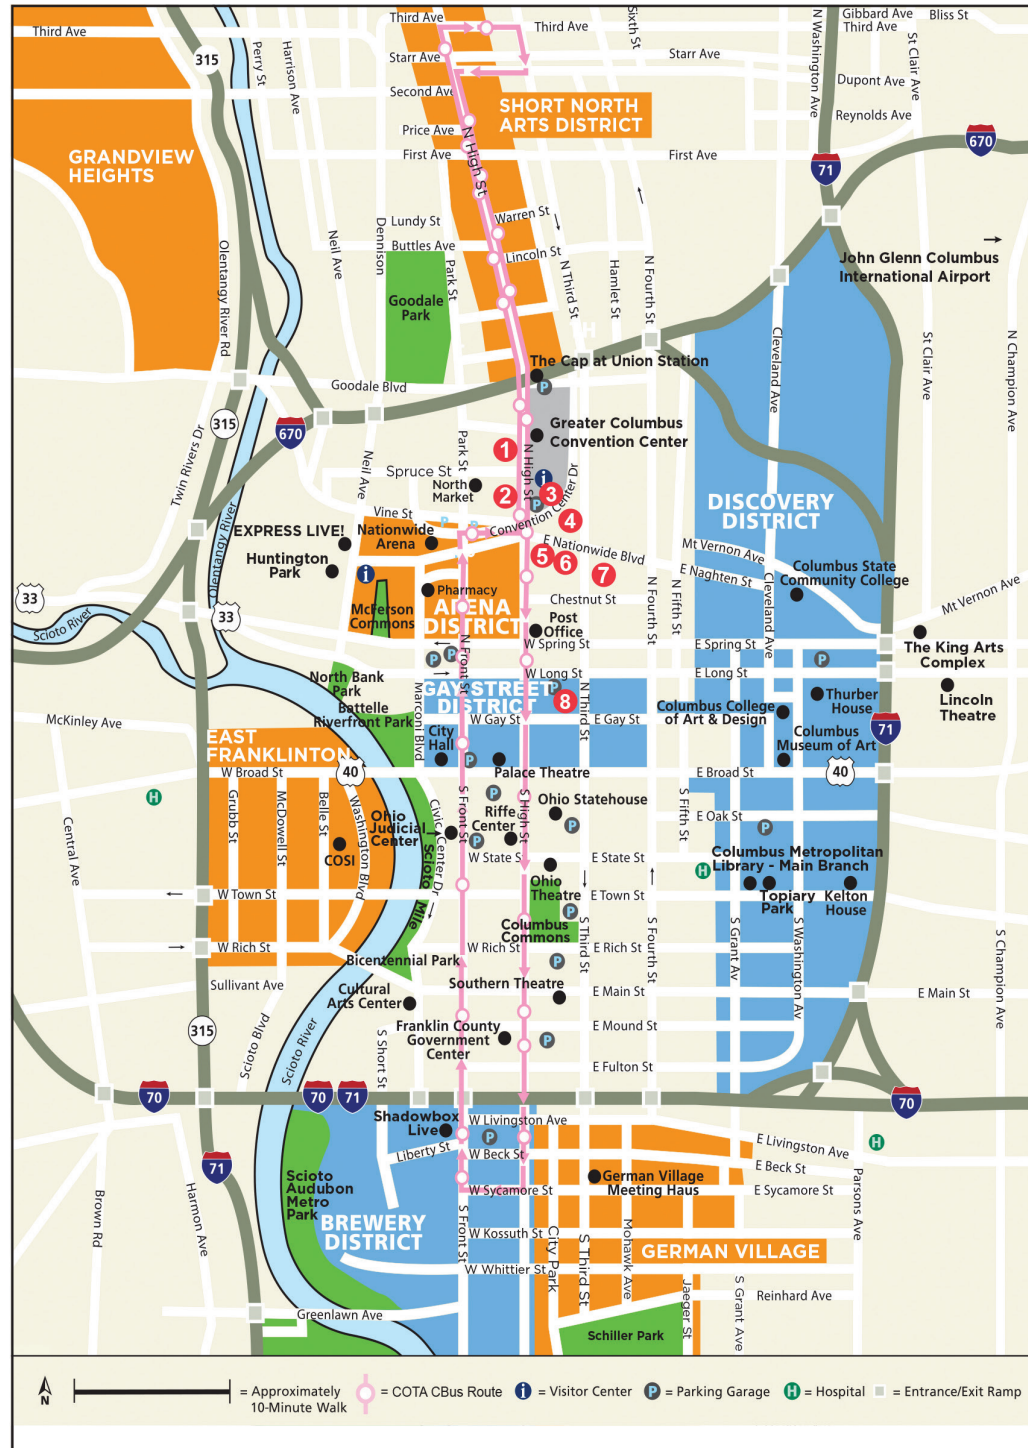 Third Ave
Third Ave
Third Ave
Sixth St
N Washington Ave
Gibbard Ave
Third Ave
Bliss St
St Clair Ave
315
Perry St
Harrison Ave
Starr Ave
Starr Ave
Second Ave
Dupont Ave
SHORT NORTH
ARTS DISTRICT
Reynolds Ave
Price Ave
N High St
First Ave
First Ave
670
71
GRANDVIEW
HEIGHTS
Lundy St
Warren St
Dennison
Buttles Ave
Lincoln St
Neil Ave
Park St
N Third St
Hamlet St
N Fourth St
John Glenn Columbus
International Airport
Olentangy River Rd
Goodale
Park
H
Cleveland Ave
St Clair Ave
N Champion Ave
The Cap at Union Station
P
Goodale Blvd
315
670
Twin Rivers Dr
Greater Columbus
Convention Center
1
Park St
N High St
Neil Ave
Spruce St
North
Market
i
2
3
P
Convention Center Dr
4
DISCOVERY
DISTRICT
Vine St
P
P
EXPRESS LIVE!
Nationwide
Arena
E Nationwide Blvd
Mt Vernon Ave
5
6
7
Huntington
Park
i
E Naghten St
Columbus State
Community College
Olentangy River
33
33
Scioto River
Pharmacy
McFerson
Commons
ARENA
DISTRICT
Chestnut St
Post
Office
N Fourth St
N Fifth St
Cleveland Ave
Mt Vernon Ave
W Spring St
E Spring St
The King Arts
Complex
N Front St
P
P
W Long St
E Long St
P
North Bank
Park
GAY STREET
DISTRICT
P
8
N Third St
Thurber
House
Lincoln
Theatre
Battelle
Riverfront Park
Marconi Blvd
W Gay St
E Gay St
Columbus College
of Art & Design
71
McKinley Ave
EAST
FRANKLINTON
City
Hall
P
Columbus
Museum of Art
W Broad St
40
Palace Theatre
E Broad St
40
H
Grubb St
McDowell St
Belle St
Washington Blvd
Civic Center Dr
S Front St
P
Riffe
Center
S High St
Ohio Statehouse
P
S Fifth St
E Oak St
P
Central Ave
Ohio
Judicial
Center
COSI
P
W State St
E State St
H
Columbus Metropolitan
Library - Main Branch
Scioto Mile
Ohio
Theatre
W Town St
E Town St
Topiary
Park
Kelton
House
P
Columbus
Commons
S Third St
S Fourth St
S Grant Av
S Washington Av
S Champion Ave
W Rich St
W Rich St
E Rich St
Bicentennial Park
P
Sullivant Ave
Cultural
Arts Center
Southern Theatre
E Main St
E Main St
315
Scioto Blvd
Scioto River
S Short St
Franklin County
Government
Center
P
E Mound St
E Fulton St
70
70
71
70
Shadowbox
Live
W Livingston Ave
P
E Livingston Ave
H
Liberty St
W Beck St
E Beck St
71
Scioto
Audubon
Metro
Park
W Sycamore St
German Village
Meeting Haus
E Sycamore St
Brown Rd
Harmon Ave
Parsons Ave
BREWERY
DISTRICT
S Front St
W Kossuth St
City Park
S Third St
Mohawk Ave
GERMAN VILLAGE
W Whittier St
Jaeger St
S Grant Ave
Reinhard Ave
Greenlawn Ave
Schiller Park
N
= Approximately
10-Minute Walk
= COTA CBus Route
i = Visitor Center
P = Parking Garage
H = Hospital
= Entrance/Exit Ramp